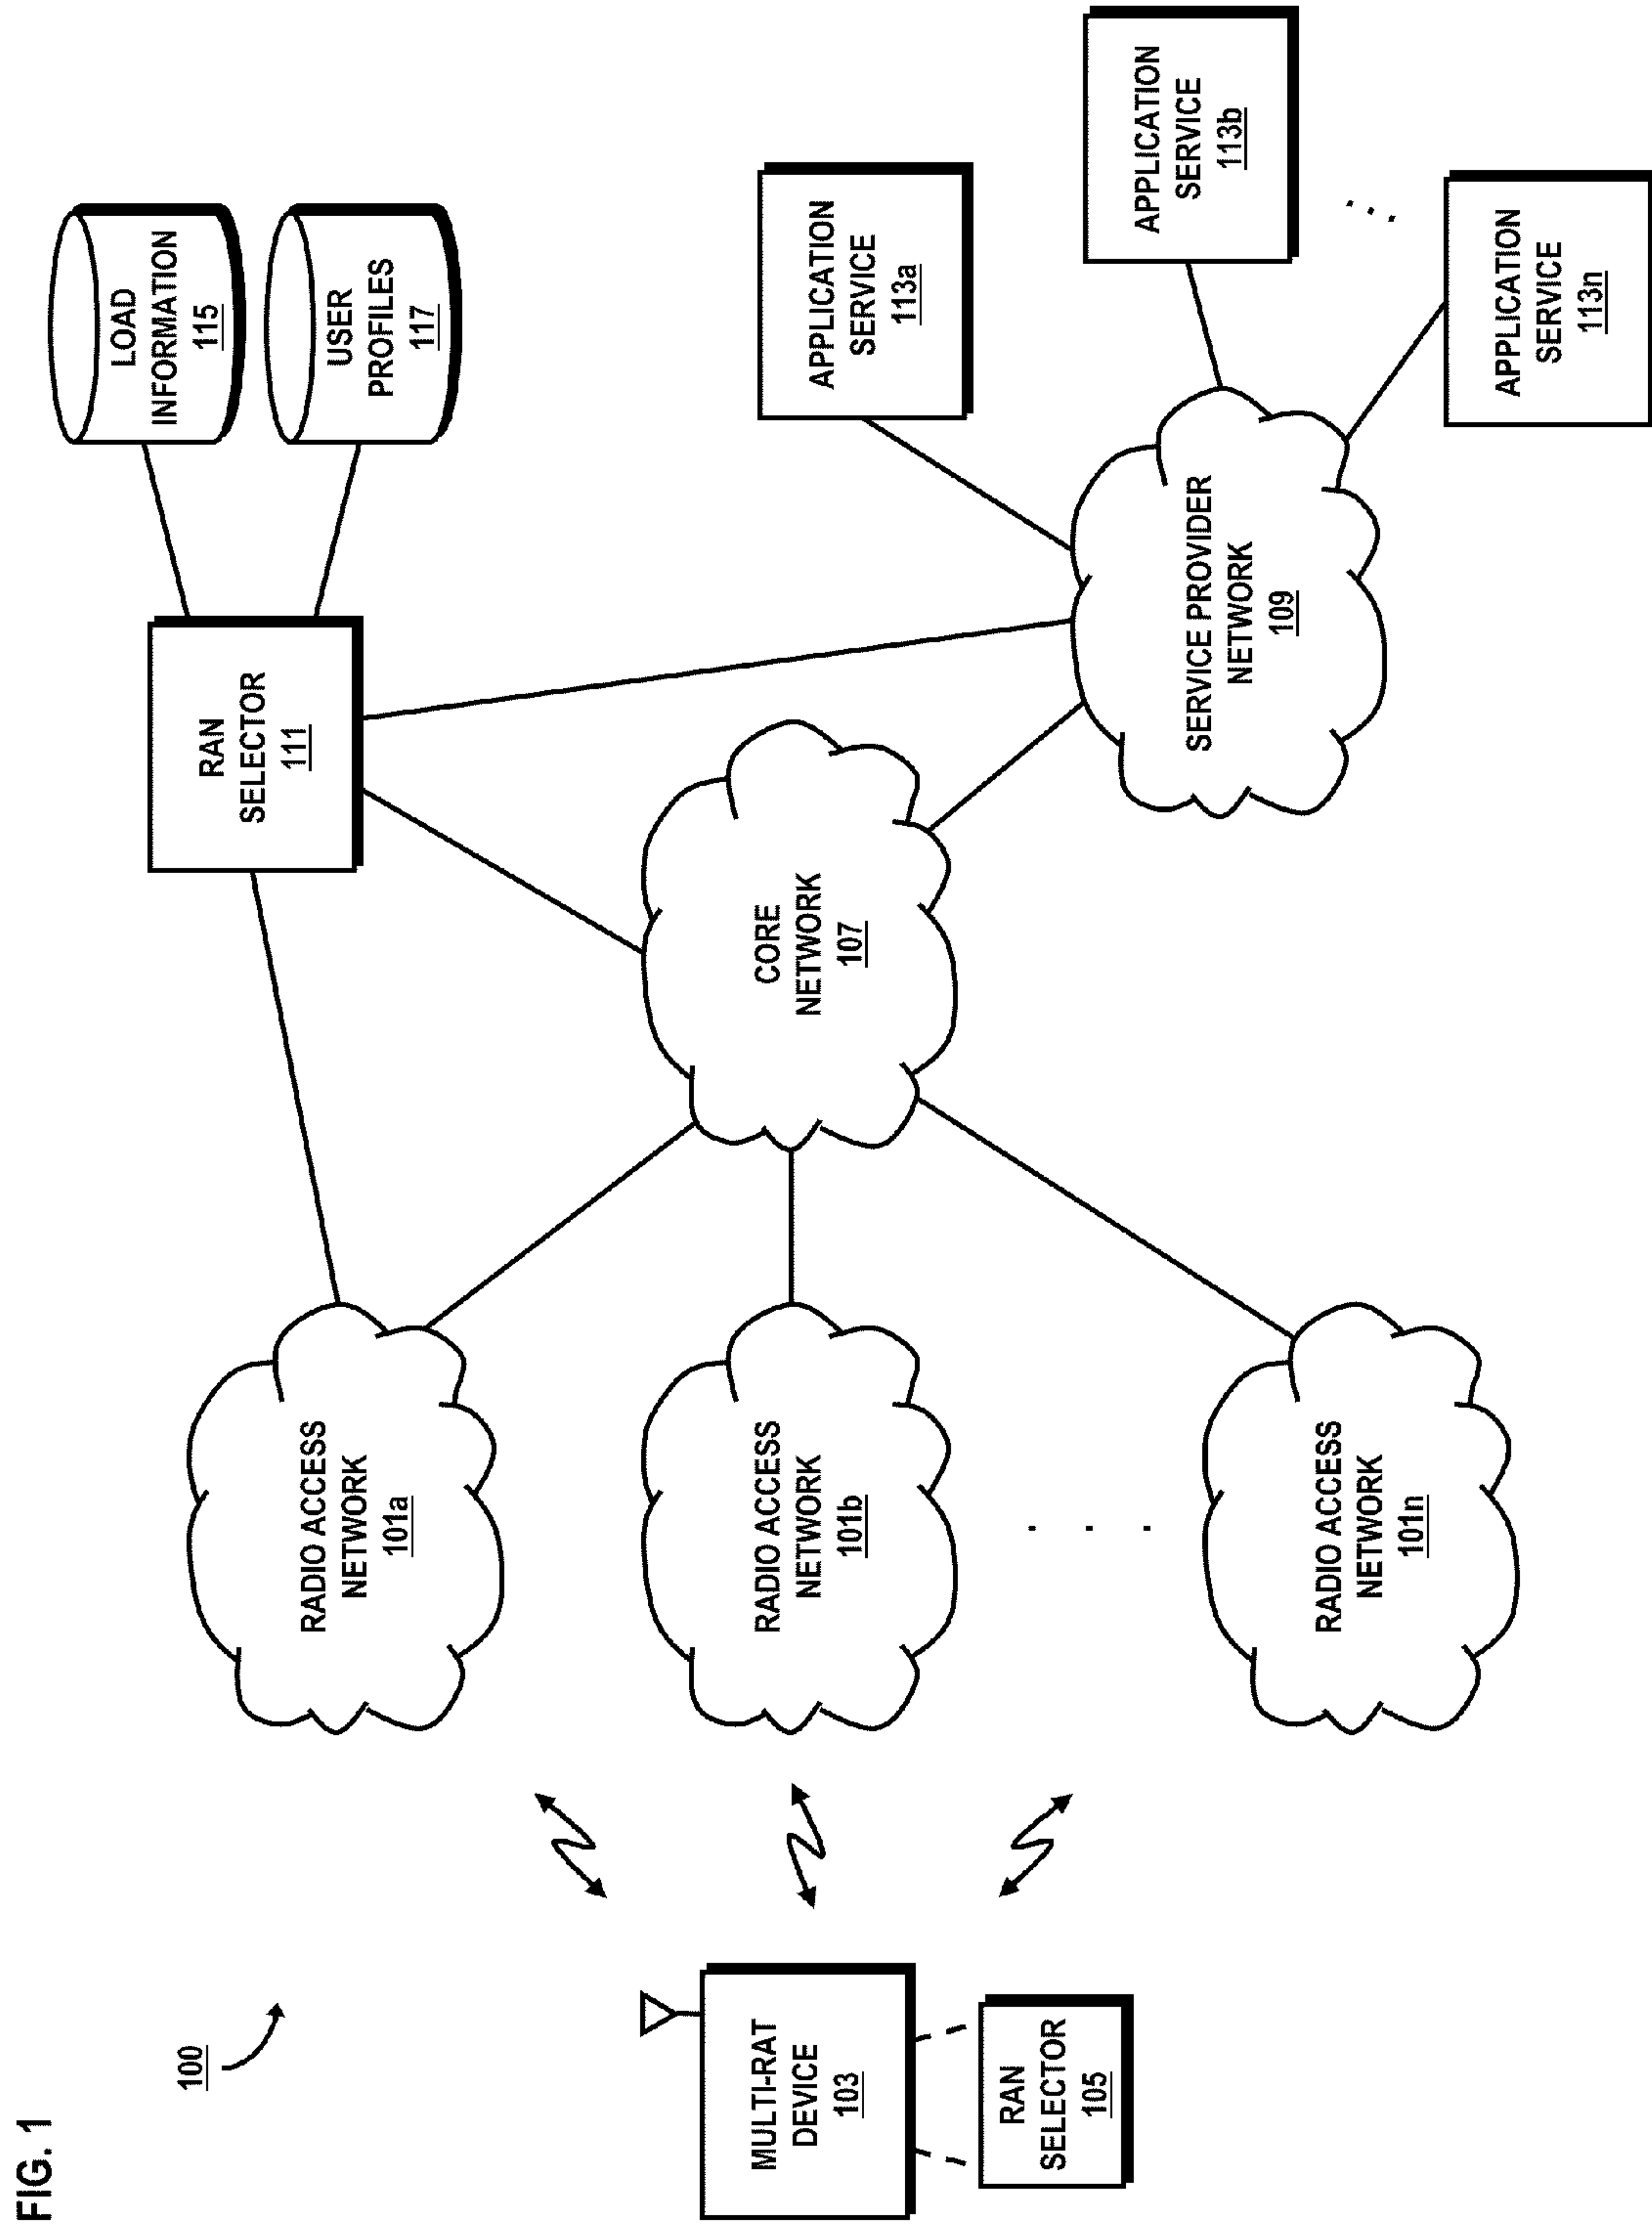 FIG. 1
100
LOAD
INFORMATION
115
USER
PROFILES
117
RAN
SELECTOR
111
RADIO ACCESS
NETWORK
101a
MULTI-RAT
DEVICE
103
RAN
SELECTOR
105
RADIO ACCESS
NETWORK
101b
CORE
NETWORK
107
APPLICATION
SERVICE
113a
SERVICE PROVIDER
NETWORK
109
APPLICATION
SERVICE
113b
. . .
. . .
RADIO ACCESS
NETWORK
101n
APPLICATION
SERVICE
113n